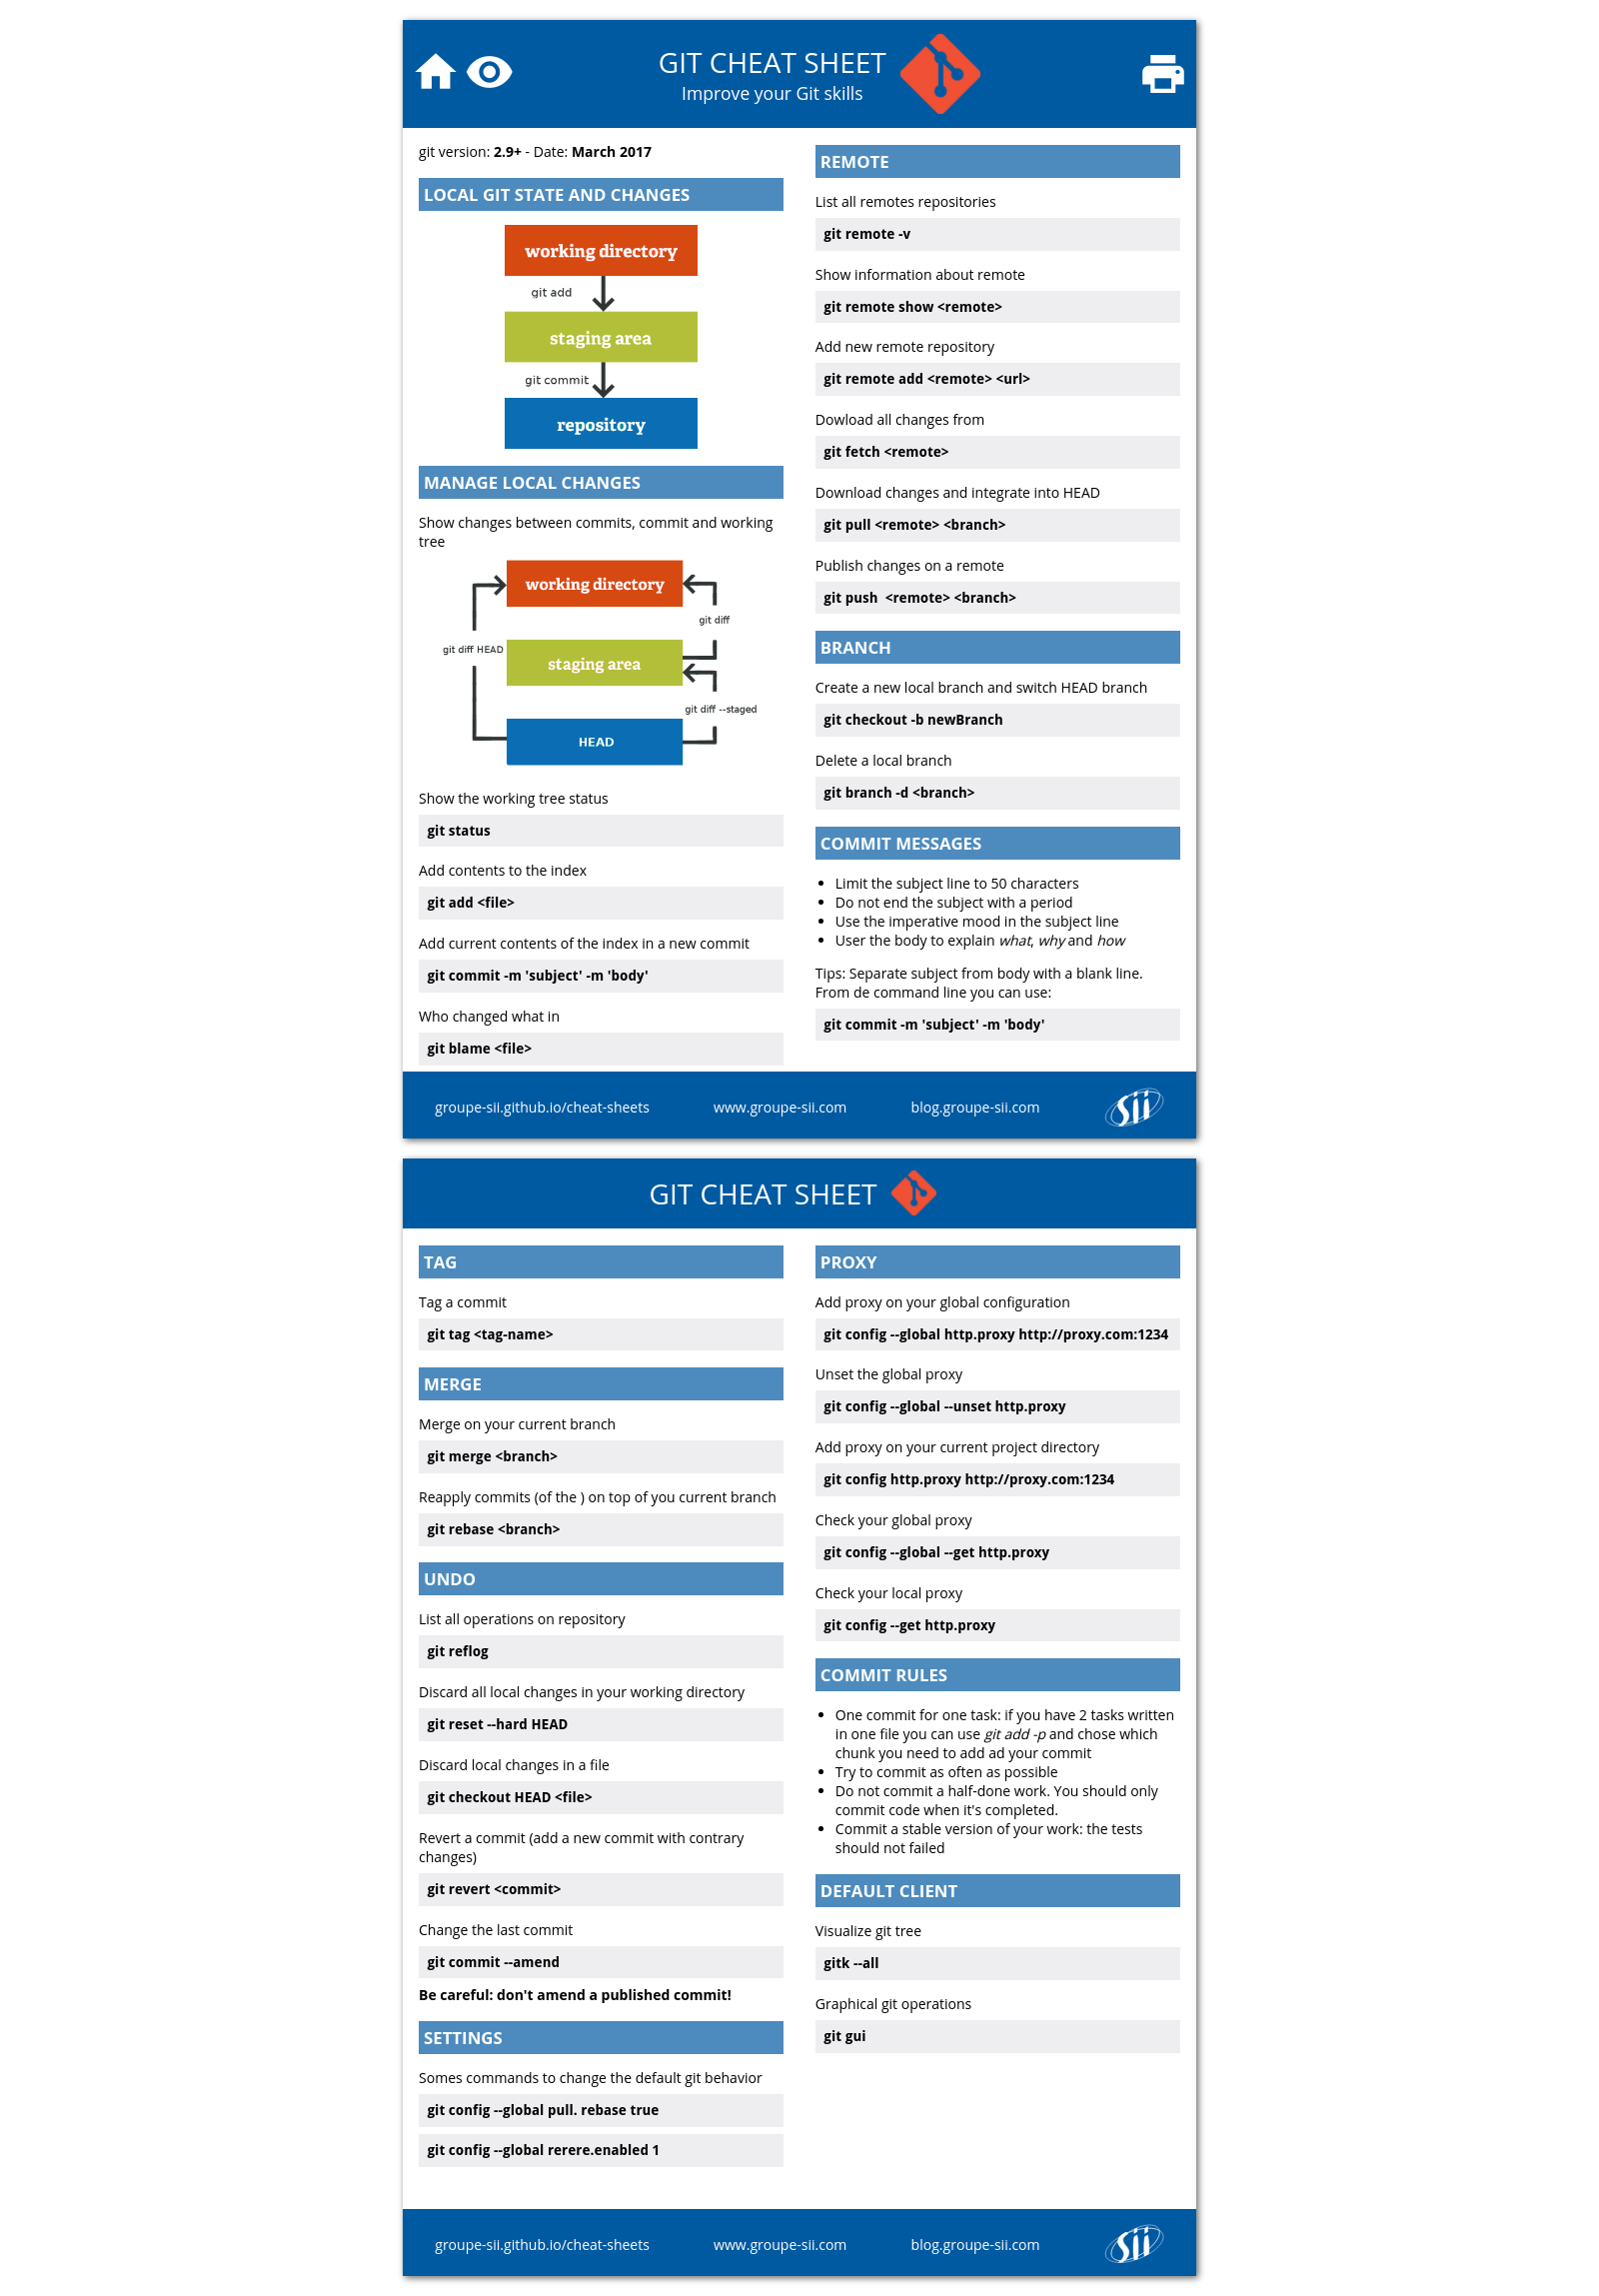 GIT CHEAT SHEET
Improve your Git skills
git version: 2.9+ - Date: March 2017
LOCAL GIT STATE AND CHANGES
working directory
git add
staging area
git commit
repository
MANAGE LOCAL CHANGES
Show changes between commits, commit and working
tree
working directory
git diff
git diff HEAD
staging area
git diff --staged
HEAD
Show the working tree status
git status
Add contents to the index
git add <file>
Add current contents of the index in a new commit
git commit -m 'subject' -m 'body'
Who changed what in
git blame <file>
REMOTE
List all remotes repositories
git remote -v
Show information about remote
git remote show <remote>
Add new remote repository
git remote add <remote> <url>
Dowload all changes from
git fetch <remote>
Download changes and integrate into HEAD
git pull <remote> <branch>
Publish changes on a remote
git push  <remote> <branch>
BRANCH
Create a new local branch and switch HEAD branch
git checkout -b newBranch
Delete a local branch
git branch -d <branch>
COMMIT MESSAGES
• Limit the subject line to 50 characters
• Do not end the subject with a period
• Use the imperative mood in the subject line
• User the body to explain what, why and how
Tips: Separate subject from body with a blank line.
From de command line you can use:
git commit -m 'subject' -m 'body'
groupe-sii.github.io/cheat-sheets
www.groupe-sii.com
blog.groupe-sii.com
sii
GIT CHEAT SHEET
TAG
Tag a commit
git tag <tag-name>
MERGE
Merge on your current branch
git merge <branch>
Reapply commits (of the ) on top of you current branch
git rebase <branch>
UNDO
List all operations on repository
git reflog
Discard all local changes in your working directory
git reset --hard HEAD
Discard local changes in a file
git checkout HEAD <file>
Revert a commit (add a new commit with contrary
changes)
git revert <commit>
Change the last commit
git commit --amend
Be careful: don't amend a published commit!
SETTINGS
Somes commands to change the default git behavior
git config --global pull. rebase true
git config --global rerere.enabled 1
PROXY
Add proxy on your global configuration
git config --global http.proxy http://proxy.com:1234
Unset the global proxy
git config --global --unset http.proxy
Add proxy on your current project directory
git config http.proxy http://proxy.com:1234
Check your global proxy
git config --global --get http.proxy
Check your local proxy
git config --get http.proxy
COMMIT RULES
• One commit for one task: if you have 2 tasks written
in one file you can use git add -p and chose which
chunk you need to add ad your commit
• Try to commit as often as possible
• Do not commit a half-done work. You should only
commit code when it's completed.
• Commit a stable version of your work: the tests
should not failed
DEFAULT CLIENT
Visualize git tree
gitk --all
Graphical git operations
git gui
groupe-sii.github.io/cheat-sheets
www.groupe-sii.com
blog.groupe-sii.com
sii